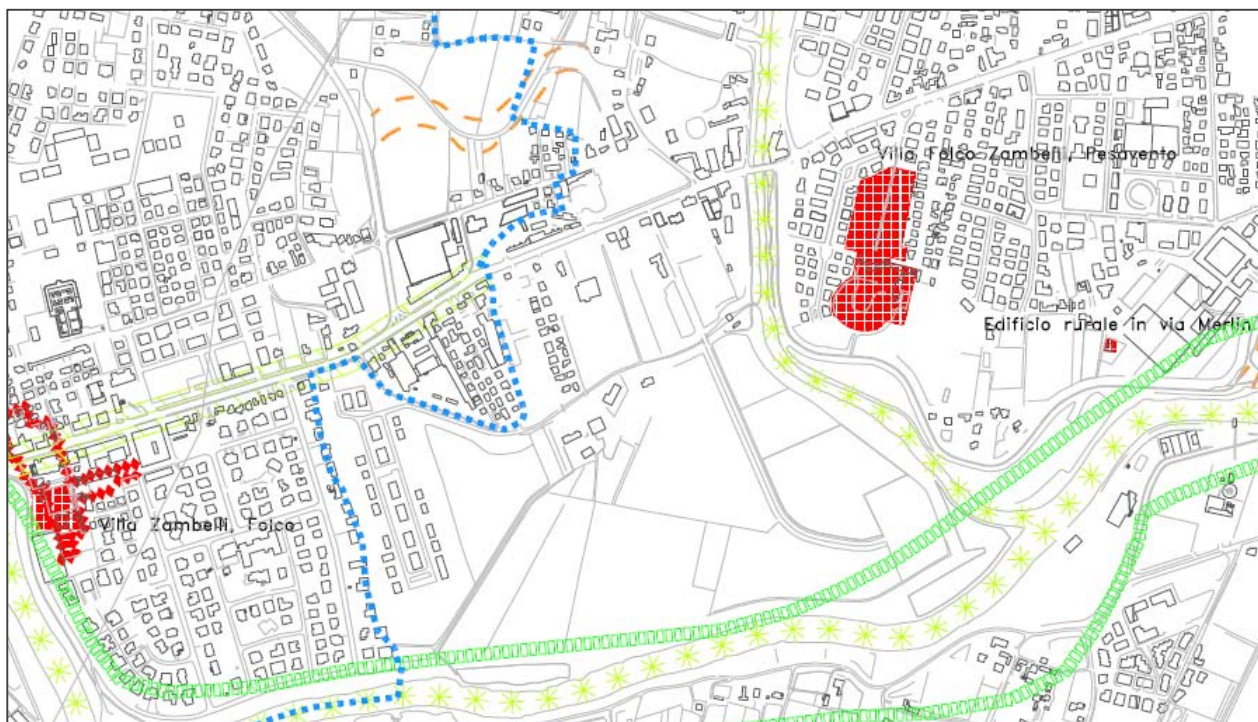 Villa Folco Zambelli, Pesavento
Edificio rurale in via Merlin
Villa Zambelli, Folco